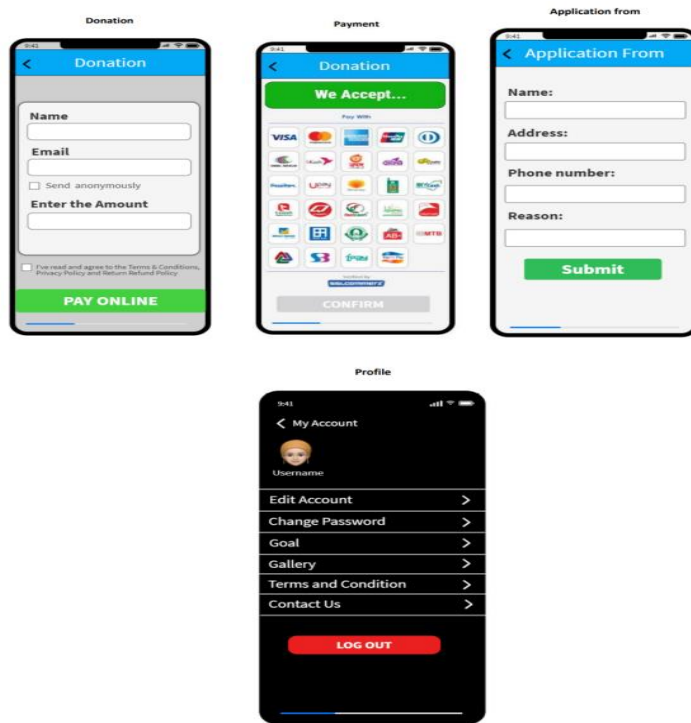 Donation
9:41
Donation
Name
Email
Send anonymously
Enter the Amount
I've read and agree to the Terms & Conditions,
Privacy Policy and Return Refund Policy
PAY ONLINE
Payment
9:41
Donation
We Accept...
Pay With
VISA
Upay
AB
MTB
CONFIRM
Application from
9:41
Application From
Name:
Address:
Phone number:
Reason:
Submit
Profile
9:41
My Account
Username
Edit Account
Change Password
Goal
Gallery
Terms and Condition
Contact Us
LOG OUT